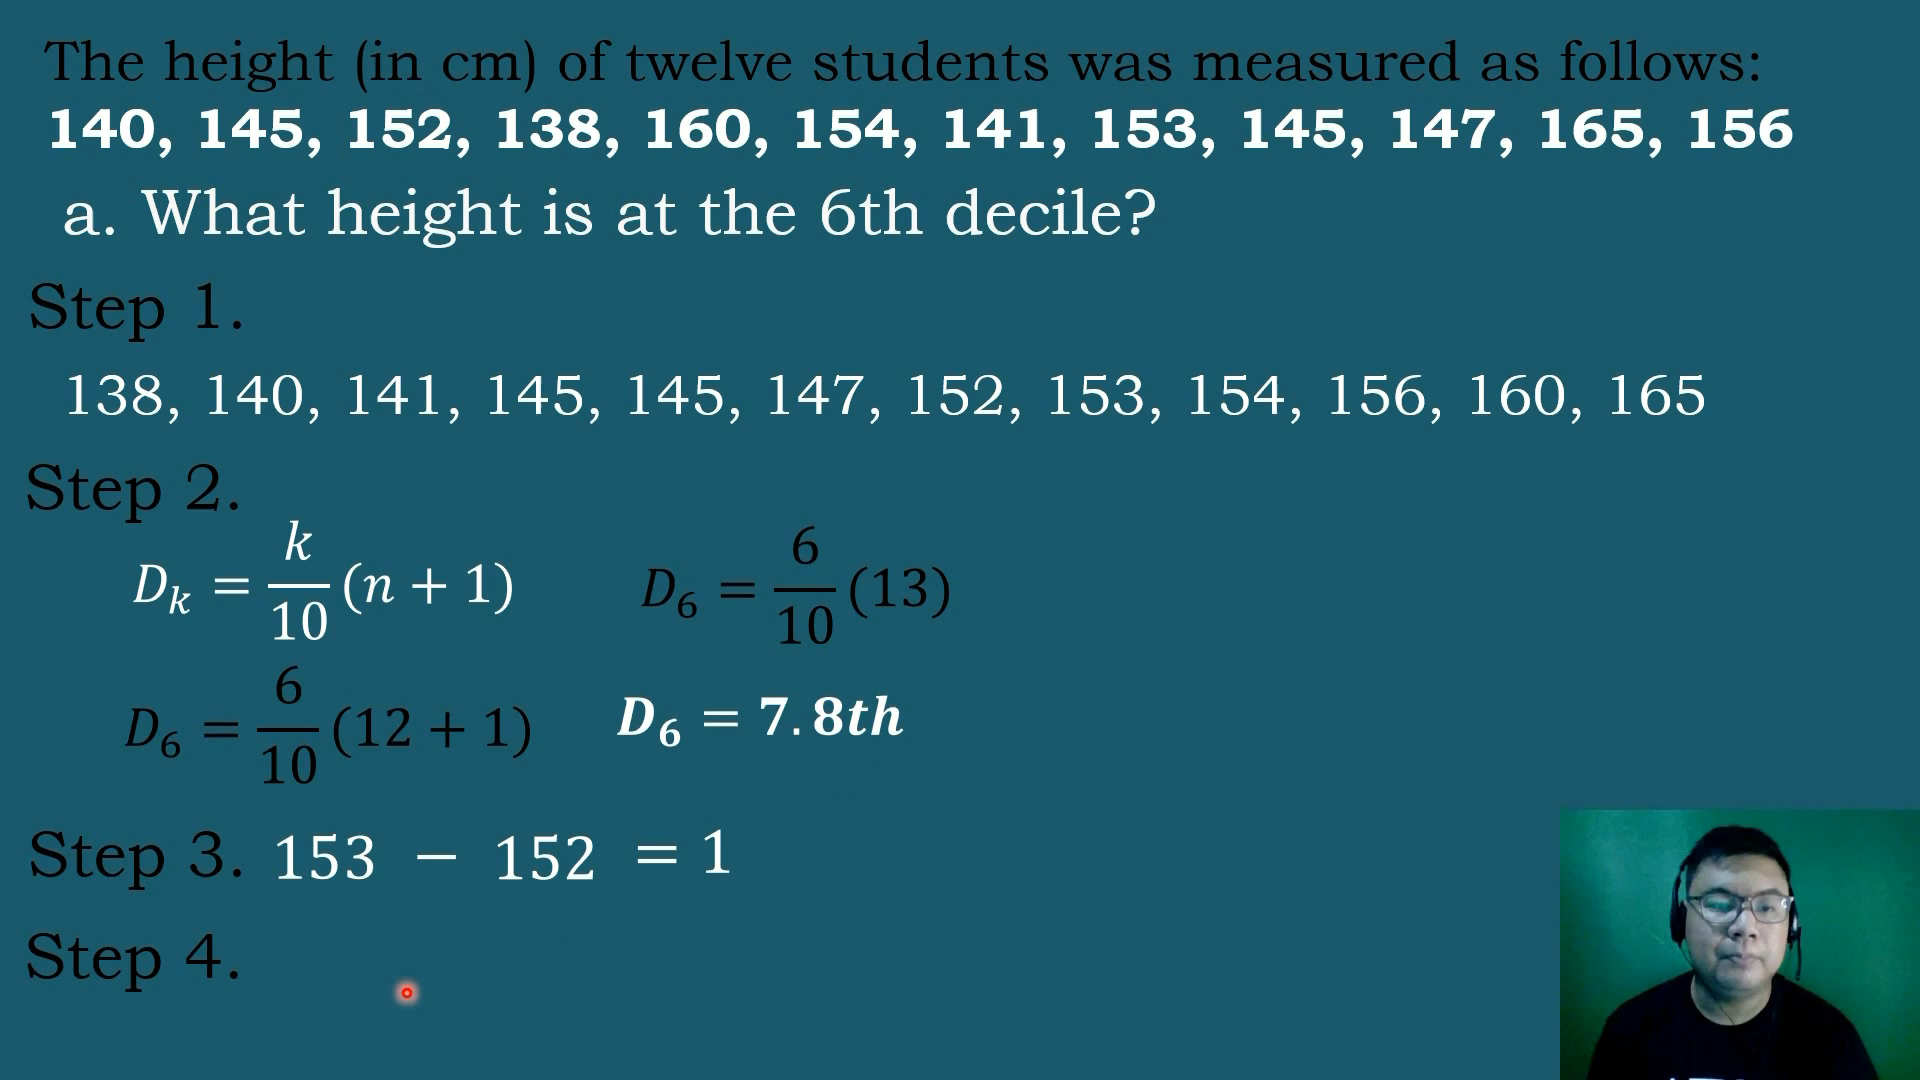 The height (in cm) of twelve students was measured as follows:
140, 145, 152, 138, 160, 154, 141, 153, 145, 147, 165, 156
a. What height is at the 6th decile?
Step 1.
138, 140, 141, 145, 145, 147, 152, 153, 154, 156, 160, 165
Step 2.
D_k = k/10 (n + 1)
D_6 = 6/10 (12 + 1)
D_6 = 6/10 (13)
D_6 = 7.8th
Step 3. 153 − 152 = 1
Step 4.